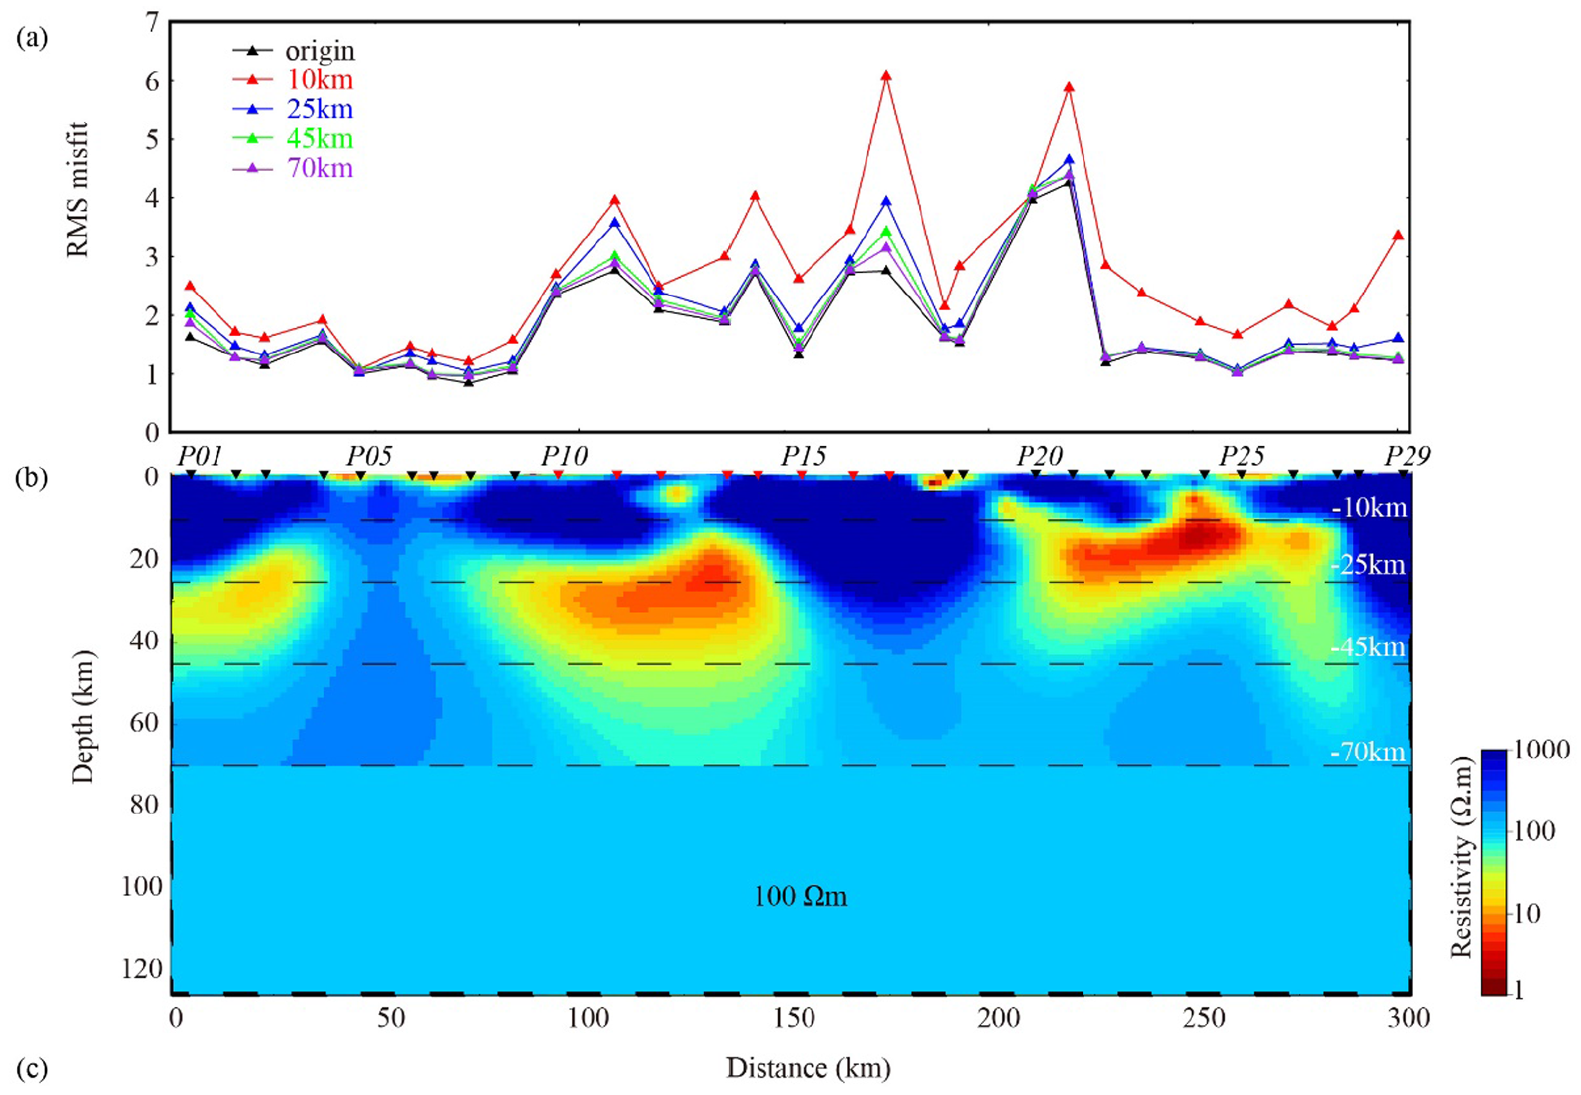 (a)
RMS misfit
7
6
5
4
3
2
1
0
origin
10km
25km
45km
70km
P01 P05 P10 P15 P20 P25 P29
(b)
Depth (km)
0
20
40
60
80
100
120
-10km
-25km
-45km
-70km
100 Ωm
0 50 100 150 200 250 300
Distance (km)
Resistivity (Ω.m)
1000
100
10
1
(c)